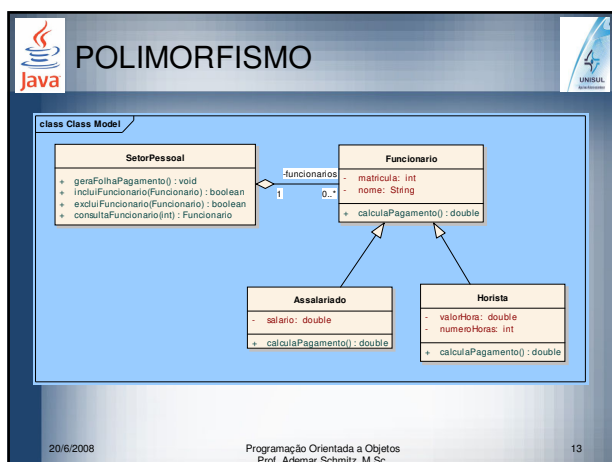 Java
POLIMORFISMO
UNISUL
class Class Model
SetorPessoal
+ geraFolhaPagamento() : void
+ incluiFuncionario(Funcionario) : boolean
+ excluiFuncionario(Funcionario) : boolean
+ consultaFuncionario(int) : Funcionario
-funcionarios
1
0..*
Funcionario
- matricula: int
- nome: String
+ calculaPagamento() : double
Assalariado
- salario: double
+ calculaPagamento() : double
Horista
- valorHora: double
- numeroHoras: int
+ calculaPagamento() : double
20/6/2008
Programação Orientada a Objetos
Prof. Ademar Schmitz, M.Sc.
13